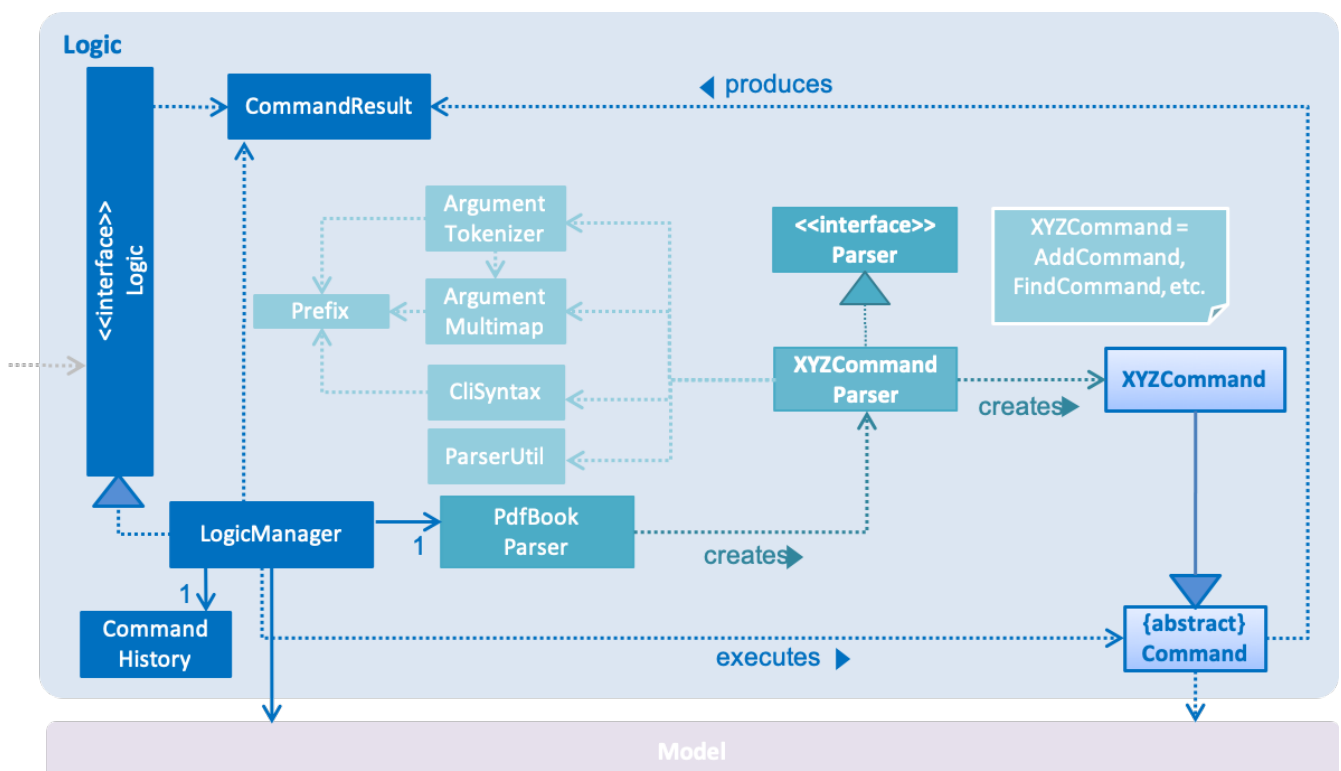 Logic
<<interface>>
Logic
CommandResult
produces
Argument
Tokenizer
<<interface>>
Parser
XYZCommand =
AddCommand,
FindCommand, etc.
Prefix
Argument
Multimap
XYZCommand
Parser
creates
XYZCommand
CliSyntax
ParserUtil
LogicManager
1
PdfBook
Parser
creates
1
Command
History
executes
{abstract}
Command
Model